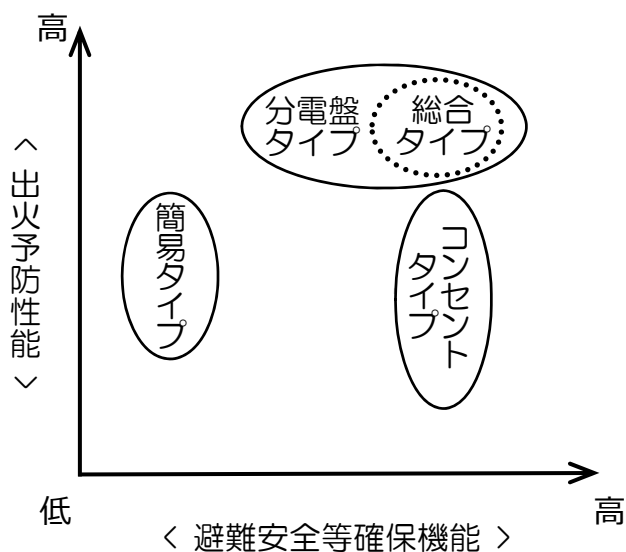 高
分電盤
タイプ
総合
タイプ
〈 出火予防性能 〉
簡易タイプ
コンセント
タイプ
低
高
〈 避難安全等確保機能 〉